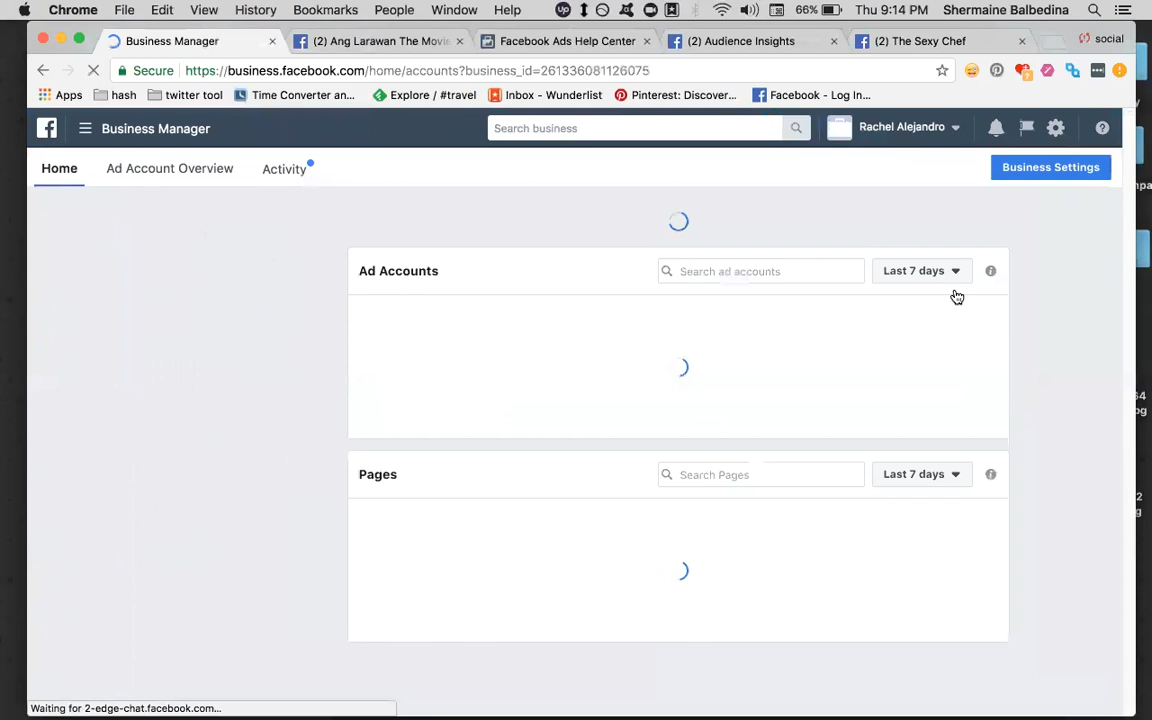 Chrome File Edit View History Bookmarks People Window Help 66% Thu 9:14 PM Shermaine Balbedina
Business Manager (2) Ang Larawan The Movie Facebook Ads Help Center (2) Audience Insights (2) The Sexy Chef social
Secure https://business.facebook.com/home/accounts?business_id=261336081126075
Apps hash twitter tool Time Converter an... Explore / #travel Inbox - Wunderlist Pinterest: Discover... Facebook - Log In...
Business Manager Search business Rachel Alejandro
Home Ad Account Overview Activity Business Settings
Ad Accounts Search ad accounts Last 7 days
Pages Search Pages Last 7 days
Waiting for 2-edge-chat.facebook.com...